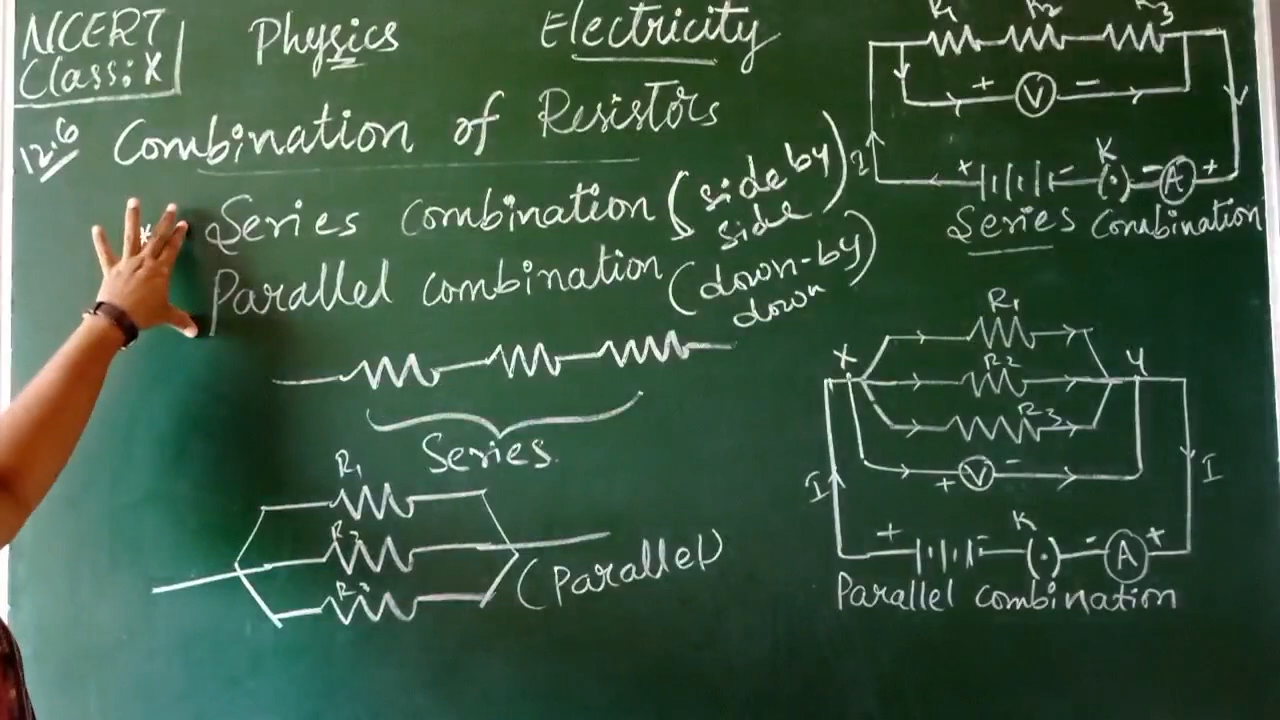 NCERT
Class: X
Physics
Electricity
12.6
Combination of Resistors
* Series combination (side by side)
Parallel combination (down-by down)
Series.
R1
R2
R3
(Parallel)
R1 R2 R3
+ V -
+ - K - A +
Series Combination
R1
X R2 Y
R3
+ V -
I I
+ - K - A +
Parallel combination